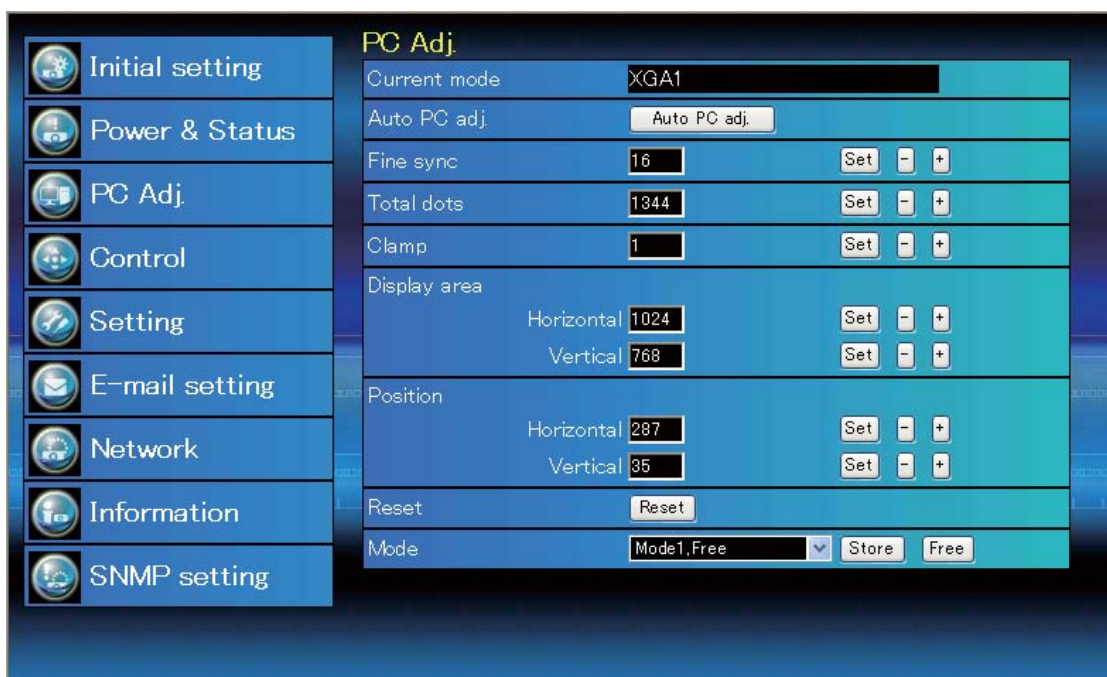 Initial setting
Power & Status
PC Adj.
Control
Setting
E-mail setting
Network
Information
SNMP setting
PC Adj.
Current mode XGA1
Auto PC adj. Auto PC adj.
Fine sync 16 Set - +
Total dots 1344 Set - +
Clamp 1 Set - +
Display area
Horizontal 1024 Set - +
Vertical 768 Set - +
Position
Horizontal 287 Set - +
Vertical 35 Set - +
Reset Reset
Mode Mode1,Free Store Free